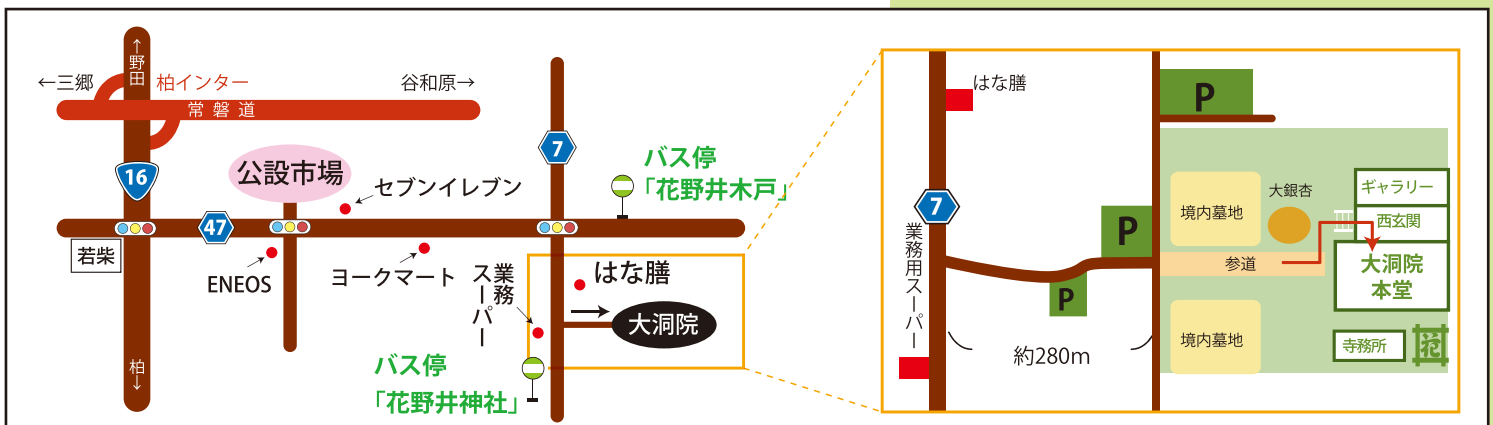 ←三郷
↑野田
柏インター
谷和原→
常磐道
16
公設市場
セブンイレブン
7
バス停
「花野井木戸」
47
若柴
ENEOS
ヨークマート
業務
スーパー
はな膳
大洞院
柏↓
バス停
「花野井神社」
はな膳
P
7
業務用スーパー
P
P
約280m
境内墓地
大銀杏
ギャラリー
西玄関
参道
大洞院
本堂
境内墓地
寺務所
花